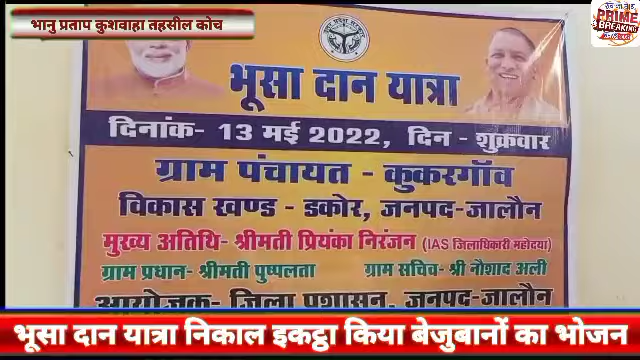 भानु प्रताप कुशवाहा तहसील कोच
PRIME
BREAKING
भूसा दान यात्रा
दिनांक- 13 मई 2022, दिन - शुक्रवार
ग्राम पंचायत - कुकरगॉव
विकास खण्ड - डकोर, जनपद-जालौन
मुख्य अतिथि- श्रीमती प्रियंका निरंजन (IAS जिलाधिकारी महोदया)
ग्राम प्रधान- श्रीमती पुष्पलता ग्राम सचिव- श्री नौशाद अली
आयोजक- जिला प्रशासन, जनपद-जालौन
भूसा दान यात्रा निकाल इकट्ठा किया बेजुबानों का भोजन